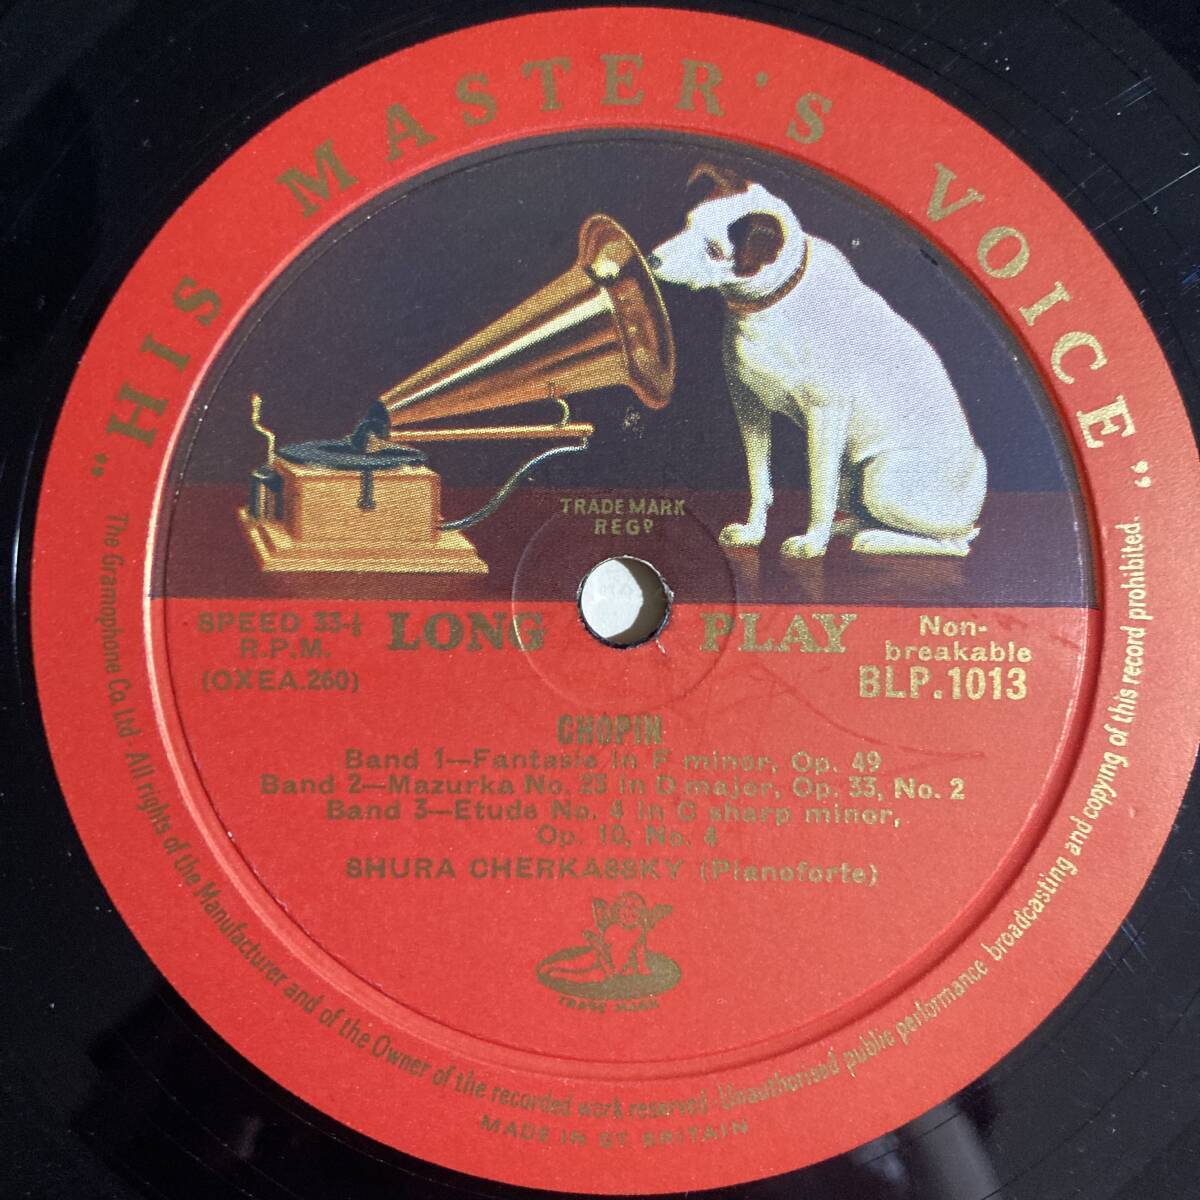 "HIS MASTER'S VOICE"
TRADE MARK
REGD
SPEED 33⅓
R.P.M.
(OXEA.260)
LONG PLAY
Non-
breakable
BLP.1013
CHOPIN
Band 1—Fantasie in F minor, Op. 49
Band 2—Mazurka No. 23 in D major, Op. 33, No. 2
Band 3—Etude No. 4 in C sharp minor,
Op. 10, No. 4
SHURA CHERKASSKY (Pianoforte)
TRADE MARK
The Gramophone Co. Ltd · All rights of the Manufacturer and of the Owner of the recorded work reserved · Unauthorised public performance broadcasting and copying of this record prohibited.
MADE IN GT. BRITAIN